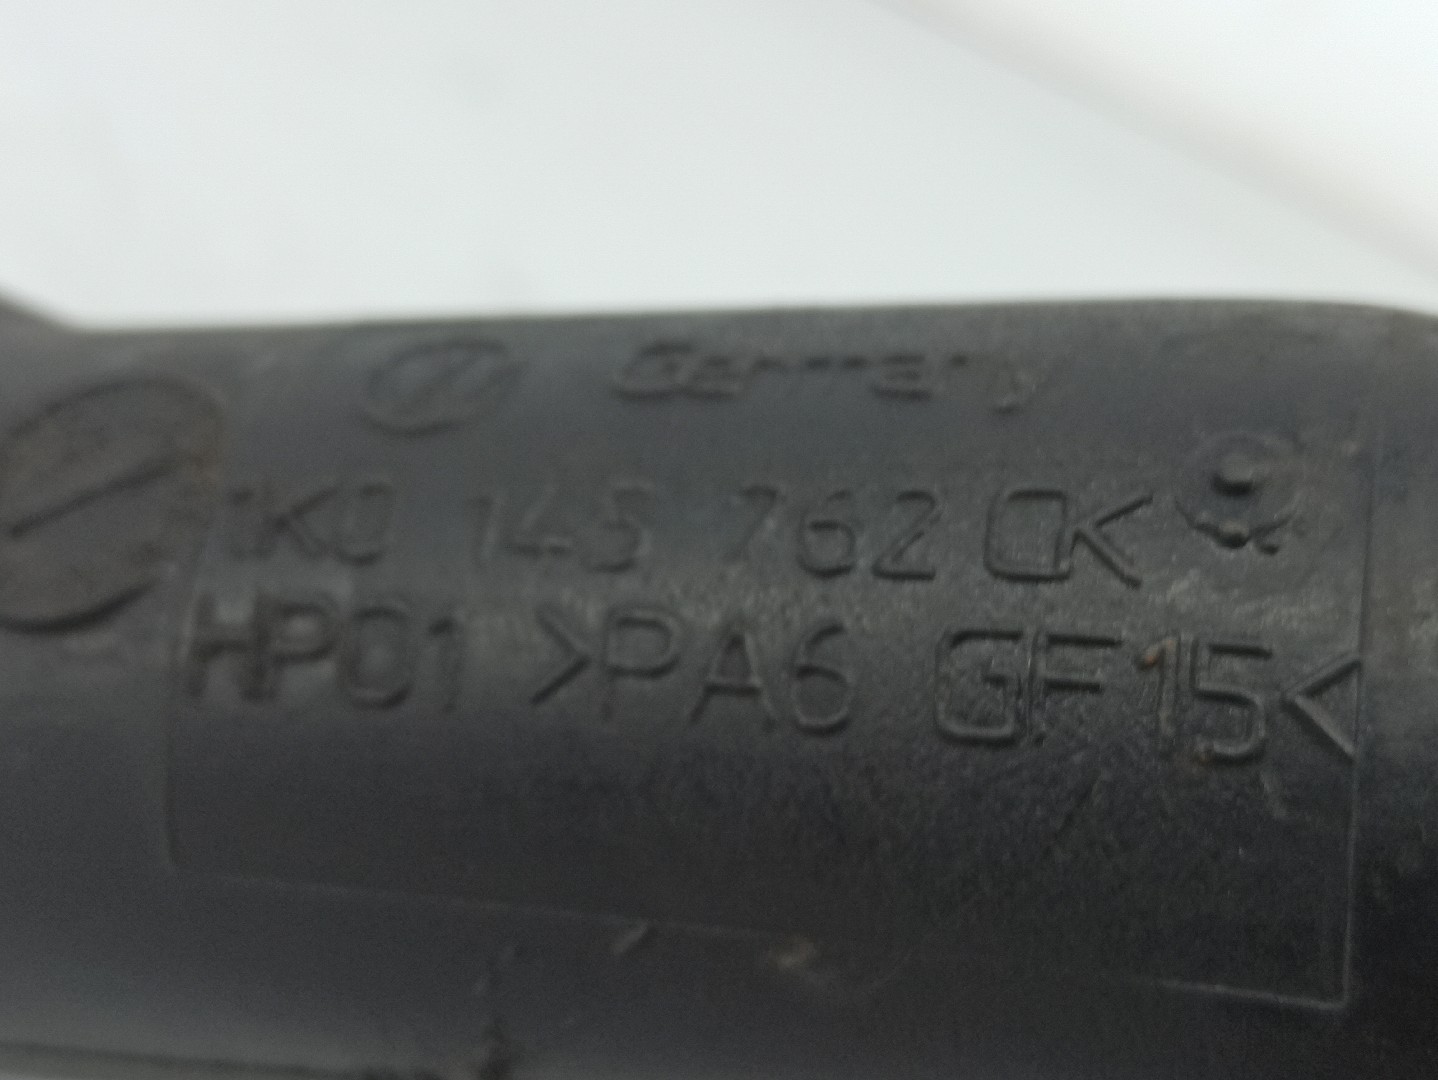 Germany
1K0 145 762 CK
HP01 >PA6 GF15<